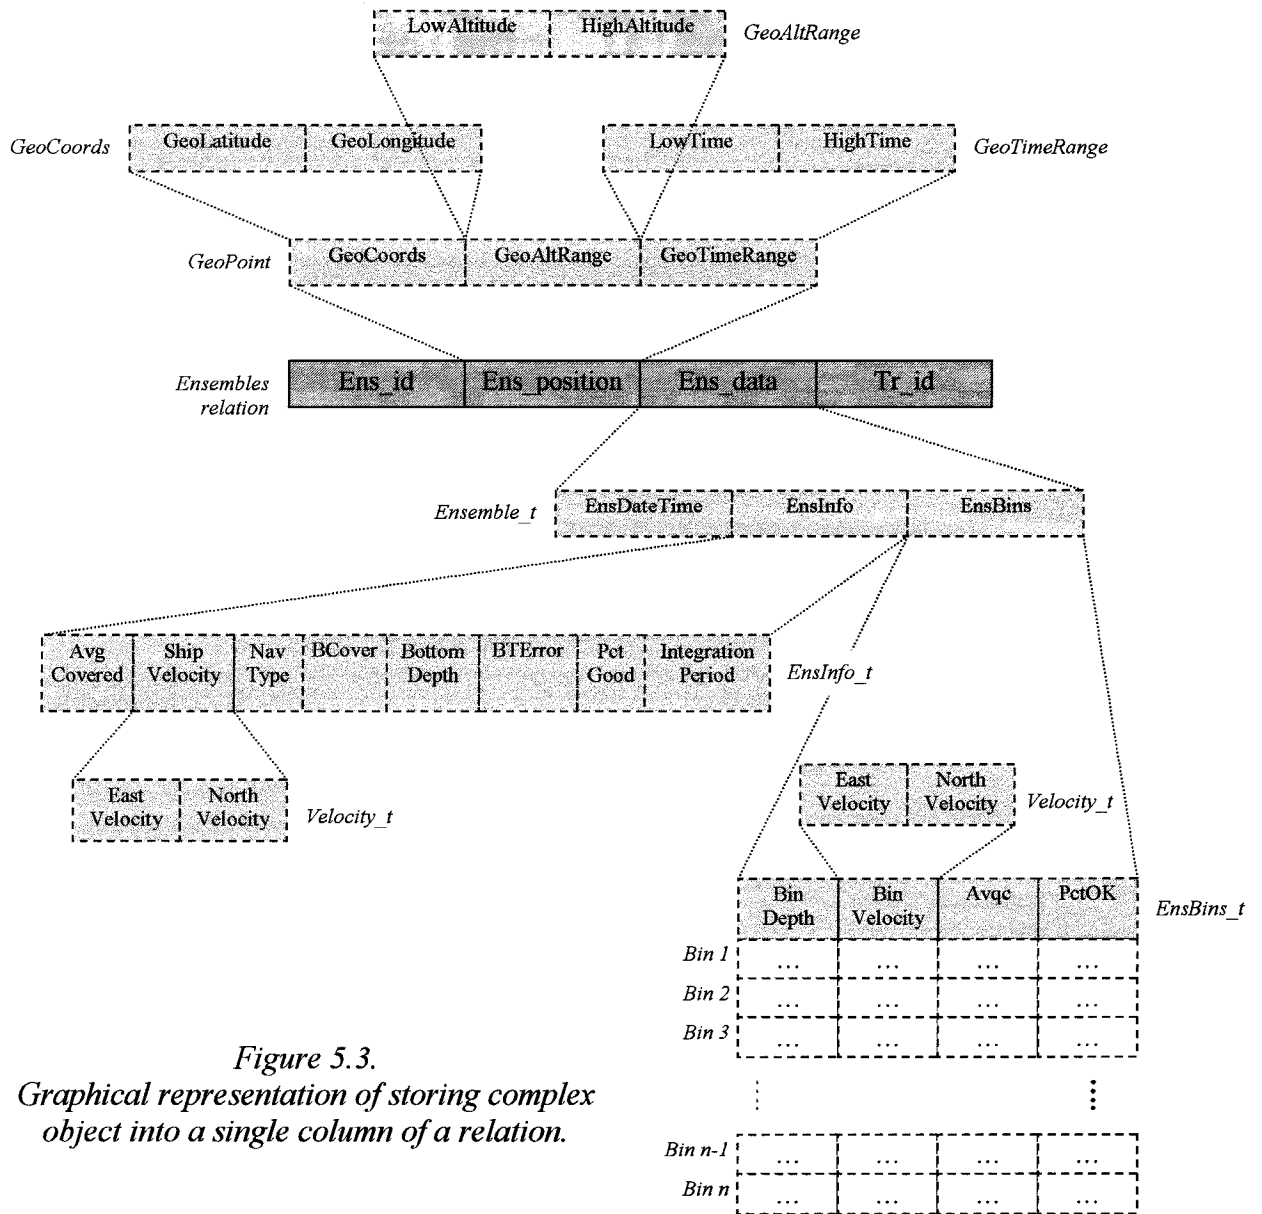 LowAltitude HighAltitude GeoAltRange
GeoCoords GeoLatitude GeoLongitude LowTime HighTime GeoTimeRange
GeoPoint GeoCoords GeoAltRange GeoTimeRange
Ensembles
relation
Ens_id Ens_position Ens_data Tr_id
Ensemble_t EnsDateTime EnsInfo EnsBins
Avg
Covered
Ship
Velocity
Nav
Type
BCover
Bottom
Depth
BTError
Pct
Good
Integration
Period
EnsInfo_t
East
Velocity
North
Velocity
Velocity_t
East
Velocity
North
Velocity
Velocity_t
Bin
Depth
Bin
Velocity
Avqc
PctOK
EnsBins_t
Bin 1 ... ... ... ...
Bin 2 ... ... ... ...
Bin 3 ... ... ... ...
Bin n-1 ... ... ... ...
Bin n ... ... ... ...
Figure 5.3.
Graphical representation of storing complex
object into a single column of a relation.